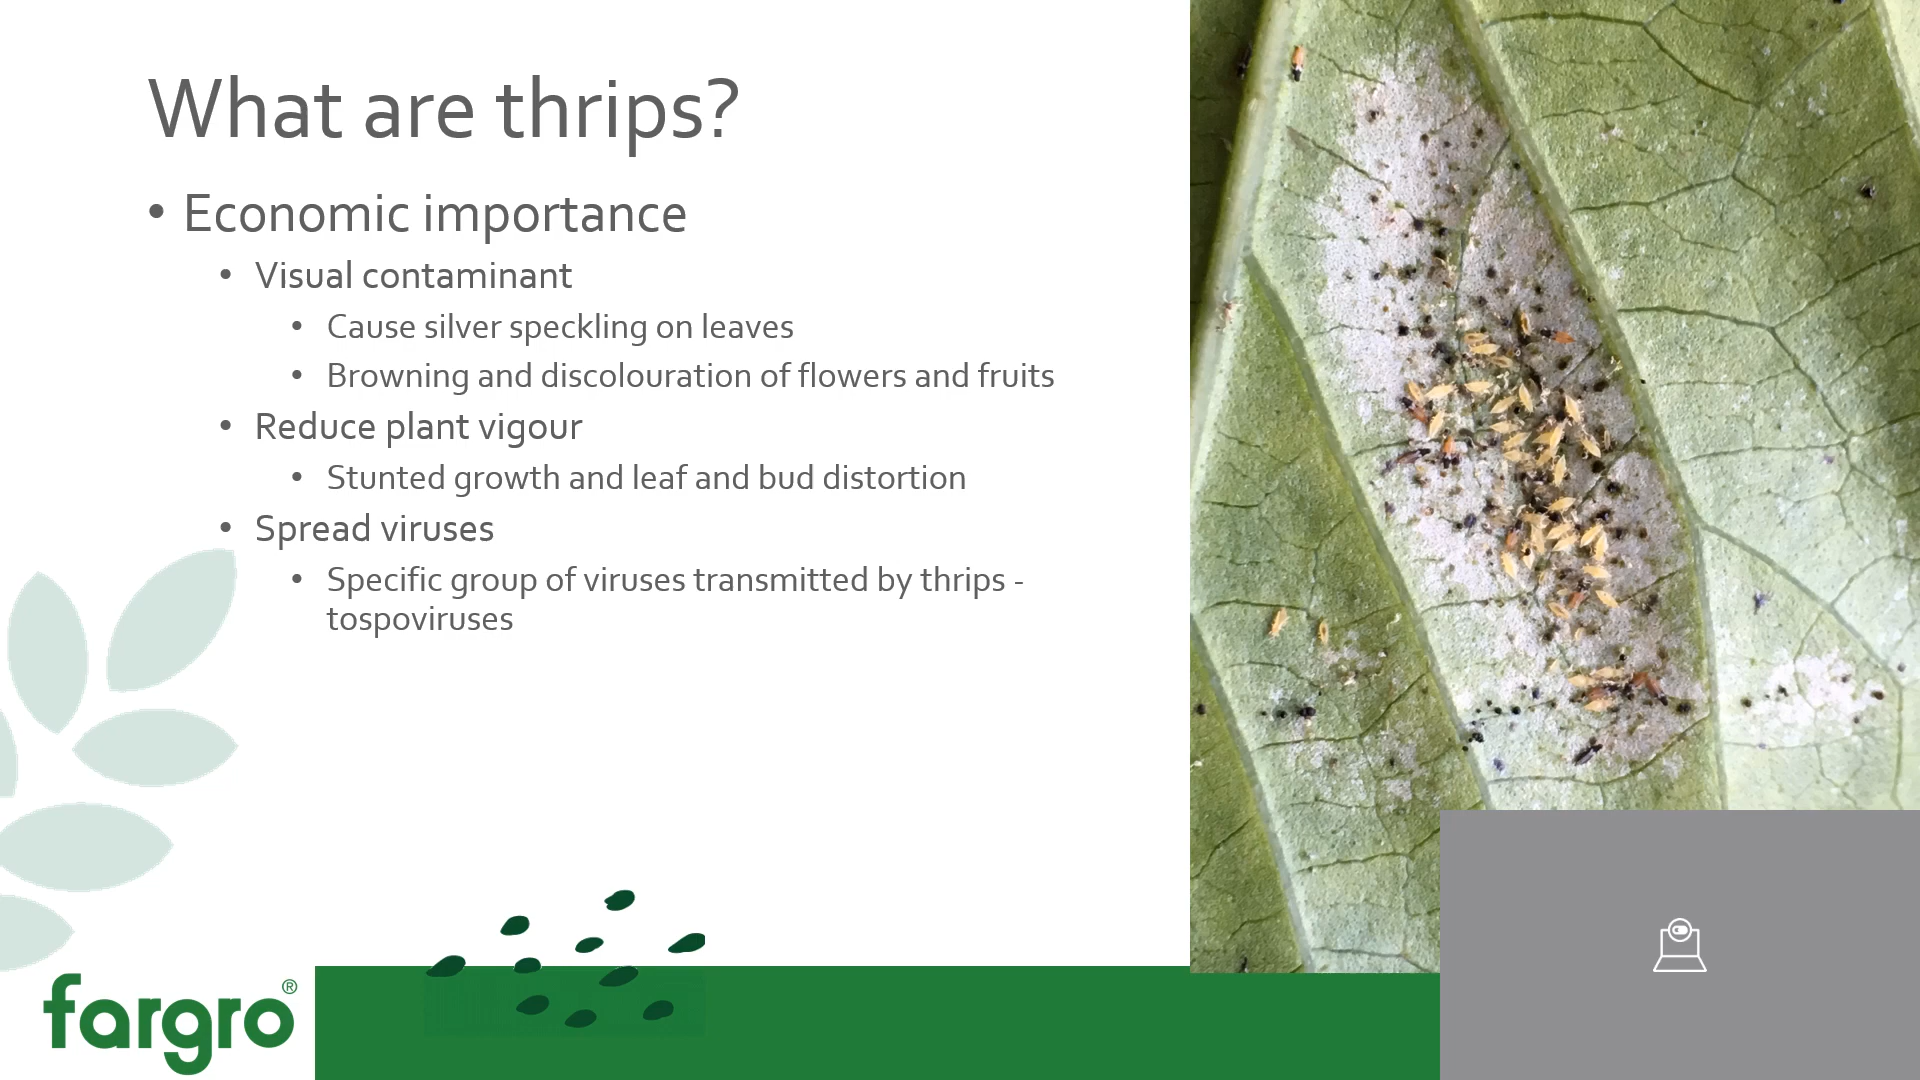 What are thrips?
• Economic importance
• Visual contaminant
• Cause silver speckling on leaves
• Browning and discolouration of flowers and fruits
• Reduce plant vigour
• Stunted growth and leaf and bud distortion
• Spread viruses
• Specific group of viruses transmitted by thrips -
tospoviruses
fargro®